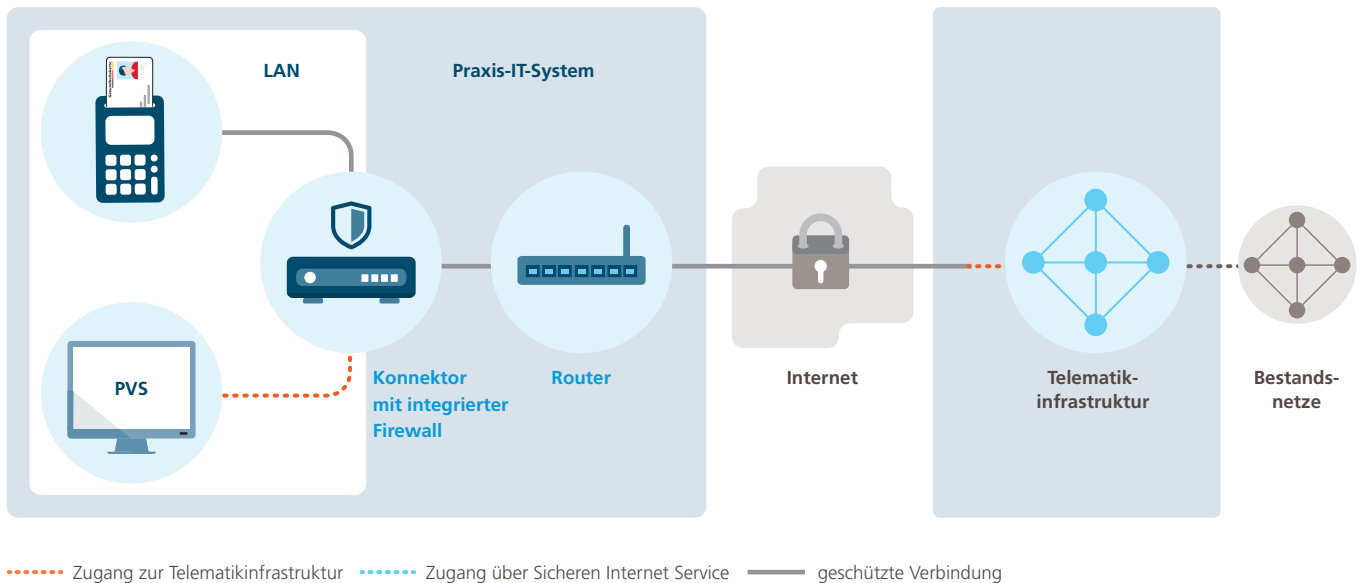 LAN
Praxis-IT-System
PVS
Konnektor
mit integrierter
Firewall
Router
Internet
Telematik-
infrastruktur
Bestands-
netze
Zugang zur Telematikinfrastruktur
Zugang über Sicheren Internet Service
geschützte Verbindung